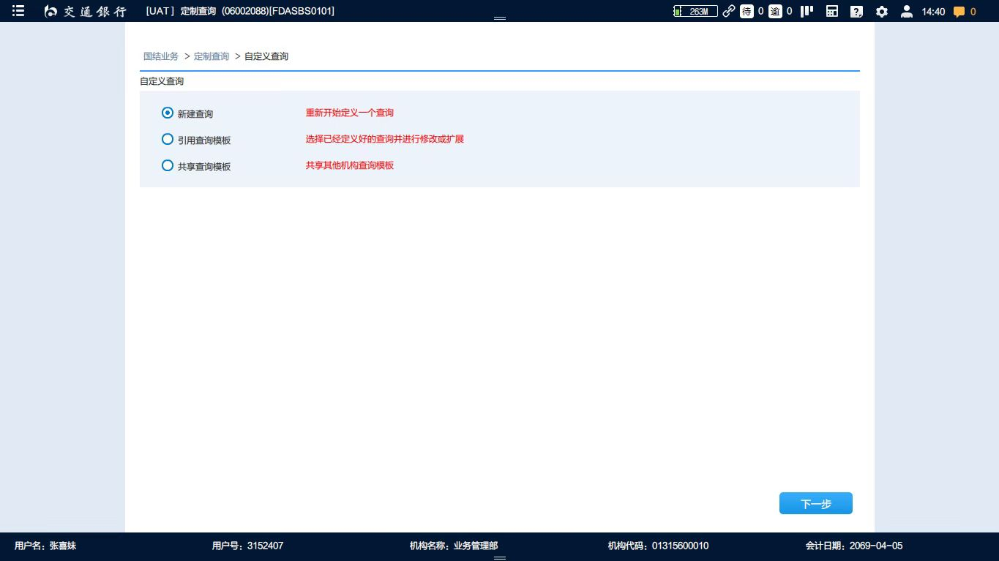 交通銀行 [UAT] 定制查询 (06002088)[FDASBS0101] 263M 待 0 逾 0 ? 14:40 0
国结业务 > 定制查询 > 自定义查询
自定义查询
新建查询 重新开始定义一个查询
引用查询模板 选择已经定义好的查询并进行修改或扩展
共享查询模板 共享其他机构查询模板
下一步
用户名：张喜妹 用户号：3152407 机构名称：业务管理部 机构代码：01315600010 会计日期：2069-04-05